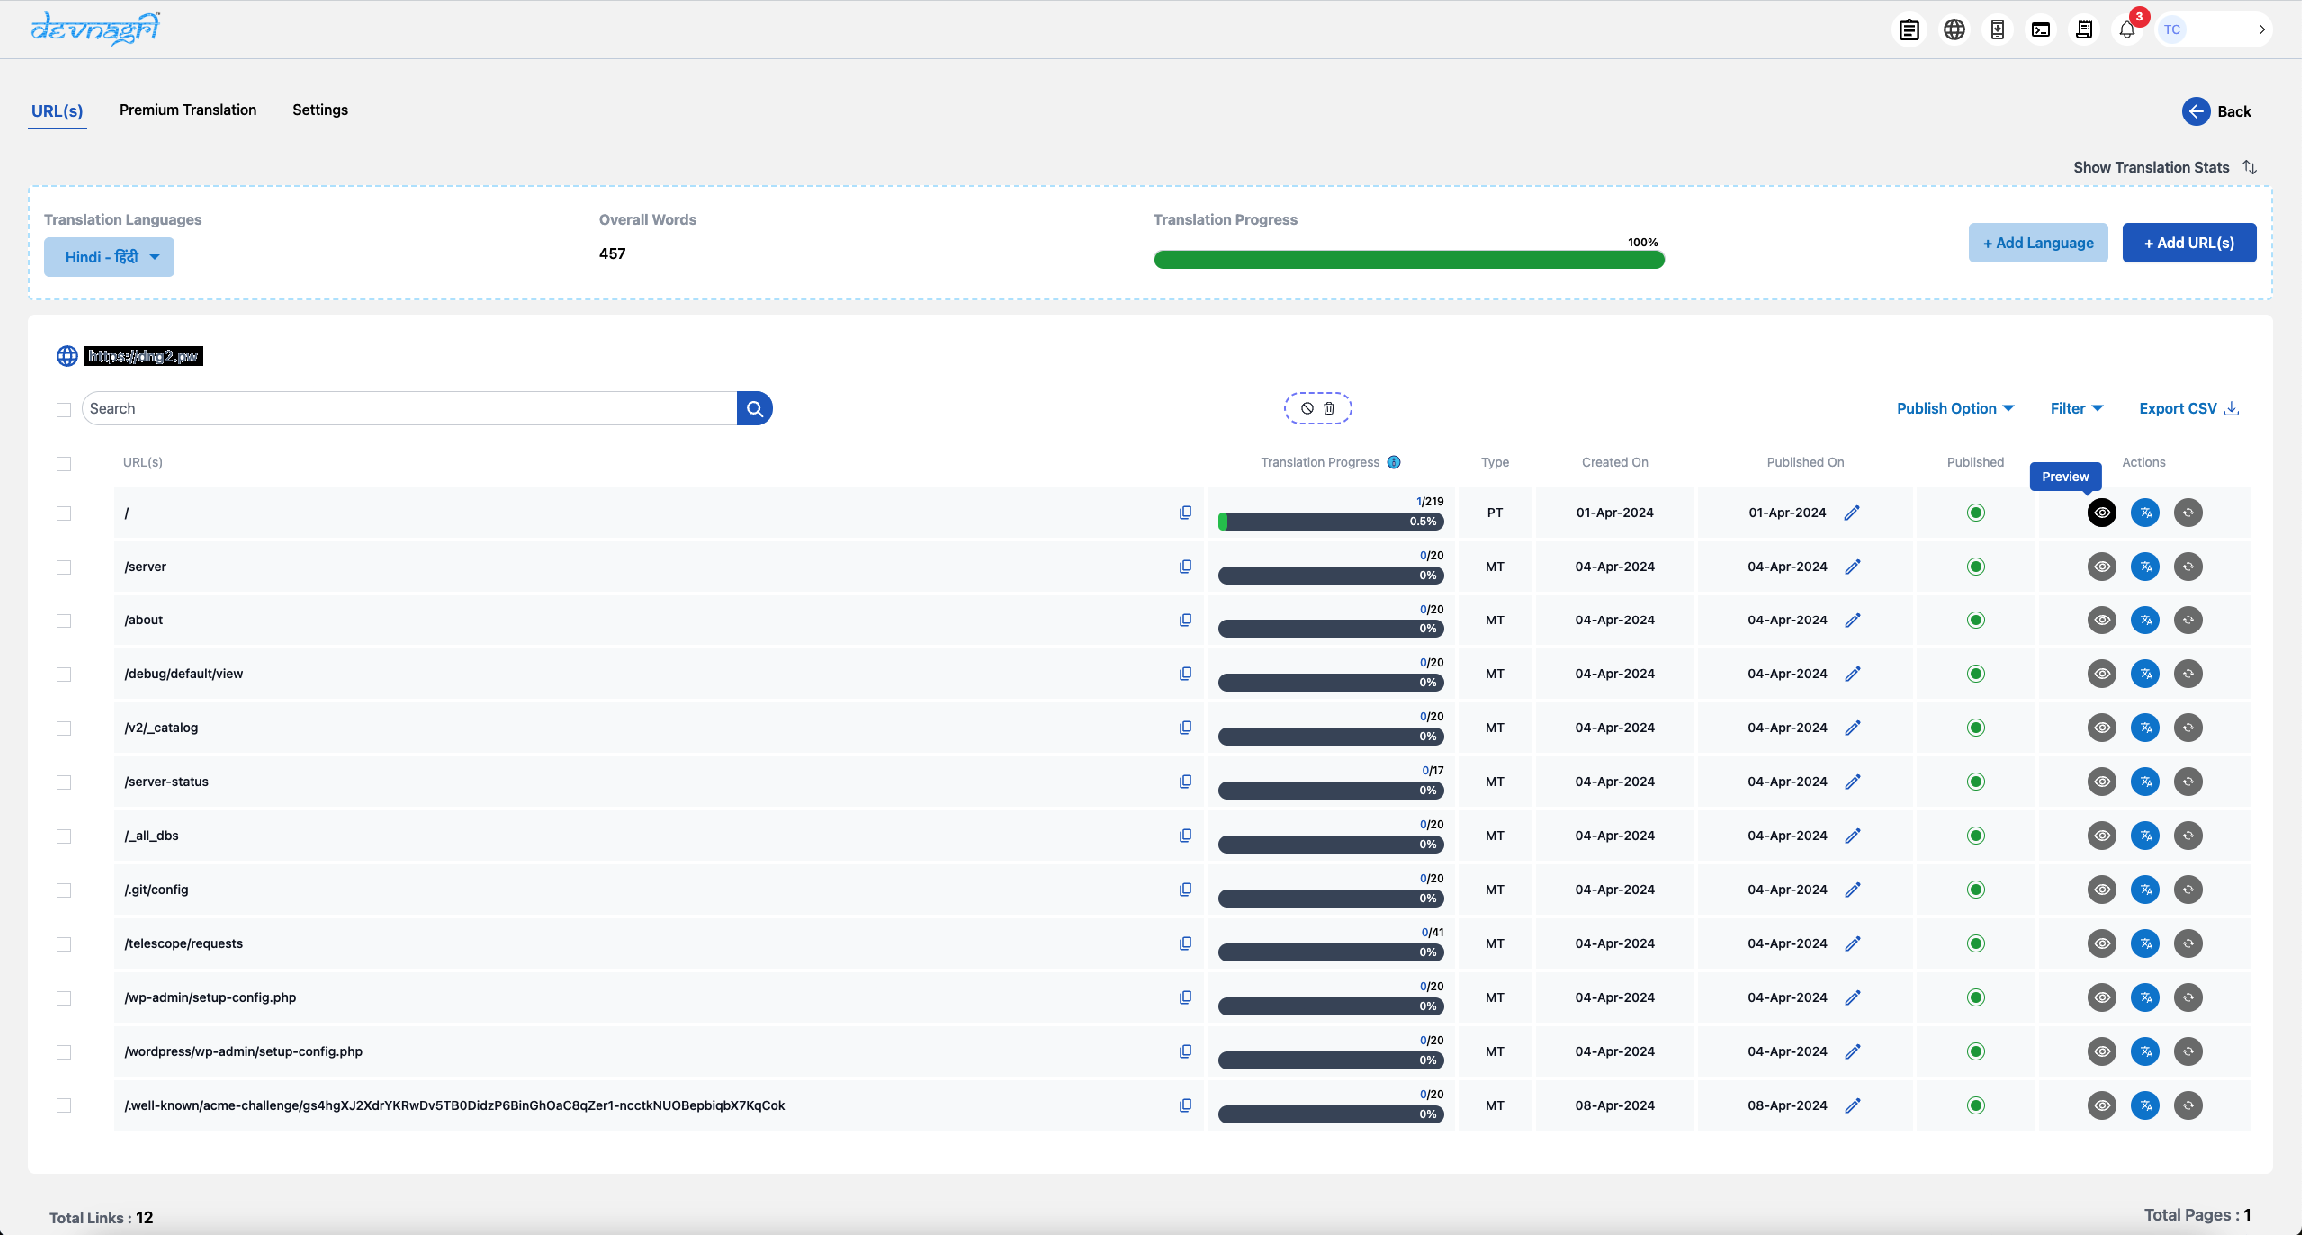 devnagri
3
TC
URL(s) Premium Translation Settings
Back
Show Translation Stats
Translation Languages Overall Words Translation Progress
Hindi - हिंदी
457
100%
+ Add Language + Add URL(s)
https://dng2.pw
Search
Publish Option Filter Export CSV
URL(s) Translation Progress Type Created On Published On Published Actions
Preview
/ 1/219 0.5% PT 01-Apr-2024 01-Apr-2024
/server 0/20 0% MT 04-Apr-2024 04-Apr-2024
/about 0/20 0% MT 04-Apr-2024 04-Apr-2024
/debug/default/view 0/20 0% MT 04-Apr-2024 04-Apr-2024
/v2/_catalog 0/20 0% MT 04-Apr-2024 04-Apr-2024
/server-status 0/17 0% MT 04-Apr-2024 04-Apr-2024
/_all_dbs 0/20 0% MT 04-Apr-2024 04-Apr-2024
/.git/config 0/20 0% MT 04-Apr-2024 04-Apr-2024
/telescope/requests 0/41 0% MT 04-Apr-2024 04-Apr-2024
/wp-admin/setup-config.php 0/20 0% MT 04-Apr-2024 04-Apr-2024
/wordpress/wp-admin/setup-config.php 0/20 0% MT 04-Apr-2024 04-Apr-2024
/.well-known/acme-challenge/gs4hgXJ2XdrYKRwDv5TB0DidzP6BinGhOaC8qZer1-ncctkNUOBepbiqbX7KqCok 0/20 0% MT 08-Apr-2024 08-Apr-2024
Total Links : 12
Total Pages : 1